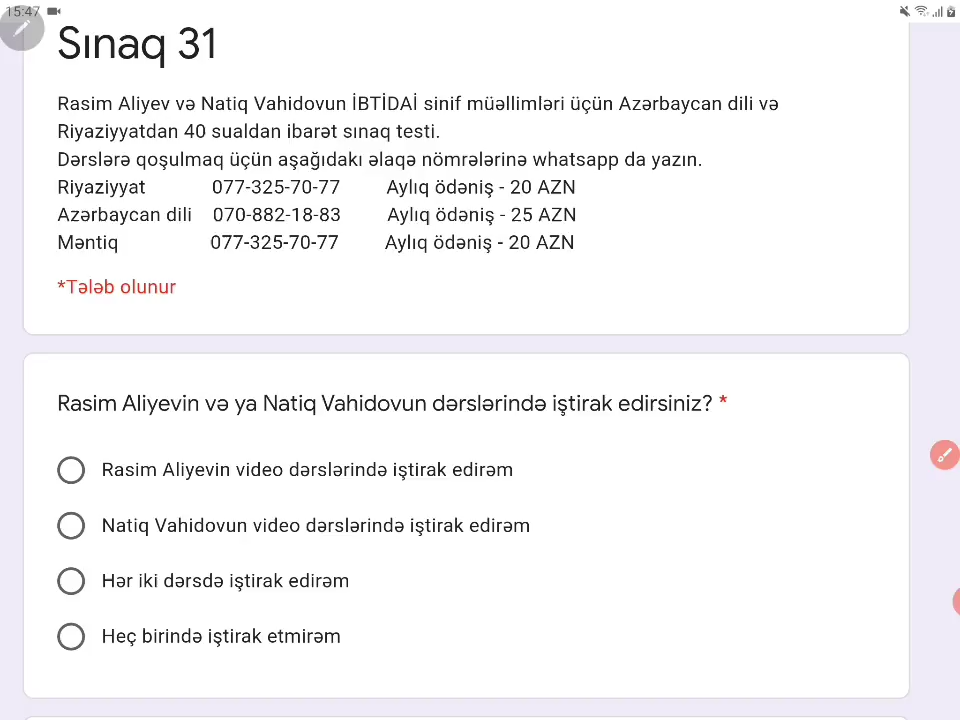 15:47
Sınaq 31
Rasim Aliyev və Natiq Vahidovun İBTİDAİ sinif müəllimləri üçün Azərbaycan dili və
Riyaziyyatdan 40 sualdan ibarət sınaq testi.
Dərslərə qoşulmaq üçün aşağıdakı əlaqə nömrələrinə whatsapp da yazın.
Riyaziyyat 077-325-70-77 Aylıq ödəniş - 20 AZN
Azərbaycan dili 070-882-18-83 Aylıq ödəniş - 25 AZN
Məntiq 077-325-70-77 Aylıq ödəniş - 20 AZN
*Tələb olunur
Rasim Aliyevin və ya Natiq Vahidovun dərslərində iştirak edirsiniz? *
Rasim Aliyevin video dərslərində iştirak edirəm
Natiq Vahidovun video dərslərində iştirak edirəm
Hər iki dərsdə iştirak edirəm
Heç birində iştirak etmirəm